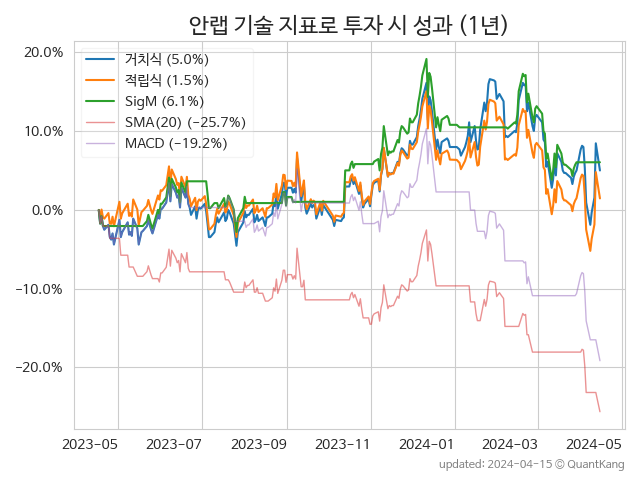 안랩 기술 지표로 투자 시 성과 (1년)
20.0%
10.0%
0.0%
−10.0%
−20.0%
거치식 (5.0%)
적립식 (1.5%)
SigM (6.1%)
SMA(20) (−25.7%)
MACD (−19.2%)
2023-05 2023-07 2023-09 2023-11 2024-01 2024-03 2024-05
updated: 2024-04-15 © QuantKang